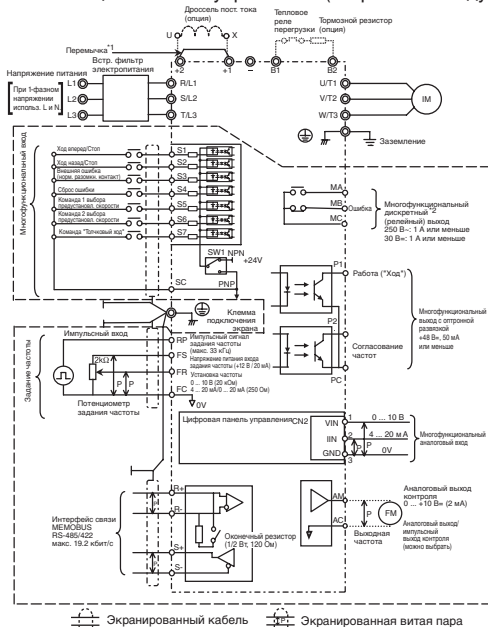 Дроссель пост. тока
(опция)
U X
Тепловое
реле
перегрузки
Тормозной резистор
(опция)
Перемычка*1
Напряжение питания
Встр. фильтр
электропитания
+2 +1 − B1 B2
При 1-фазном
напряжении
использ. L и N.
L1 R/L1
L2 S/L2
L3 T/L3
U/T1
V/T2
W/T3
IM
Заземление
Многофункциональный вход
Ход вперед/Стоп S1
Ход назад/Стоп S2
Внешняя ошибка
(норм. разомкн. контакт) S3
Сброс ошибки S4
Команда 1 выбора
предустановл. скорости S5
Команда 2 выбора
предустановл. скорости S6
Команда "Толчковый ход" S7
SW1 NPN
+24V
PNP
SC
MA
MB
MC
Ошибка
Многофункциональный
дискретный*2
(релейный) выход
250 В~: 1 А или меньше
30 В=: 1 А или меньше
P1
Работа ("Ход")
P2
Согласование
частот
PC
Многофункциональный
выход с оптронной
развязкой
+48 В=, 50 мА
или меньше
Клемма
подключения
экрана
Задание частоты
Импульсный вход
2kΩ
P P
Потенциометр
задания частоты
RP
FS
FR
FC
Импульсный сигнал
задания частоты
(макс. 33 кГц)
Напряжение питания входа
задания частоты (+12 В / 20 мА)
Установка частоты
0 ... 10 В (20 кОм)
4 ... 20 мА/0 ... 20 мА (250 Ом)
0V
Цифровая панель управления CN2
VIN 1 0 ... 10 В
IIN 2 4 ... 20 мА
GND 3 0V
P P
Многофункциональный
аналоговый вход
Интерфейс связи
MEMOBUS
RS-485/422
макс. 19.2 кбит/с
P
P
R+
R-
S+
S-
Оконечный резистор
(1/2 Вт, 120 Ом)
AM
AC
P
FM
Выходная
частота
Аналоговый выход
контроля
0 ... +10 В= (2 мА)
Аналоговый выход/
импульсный
выход контроля
(можно выбрать)
Экранированный кабель
P Экранированная витая пара